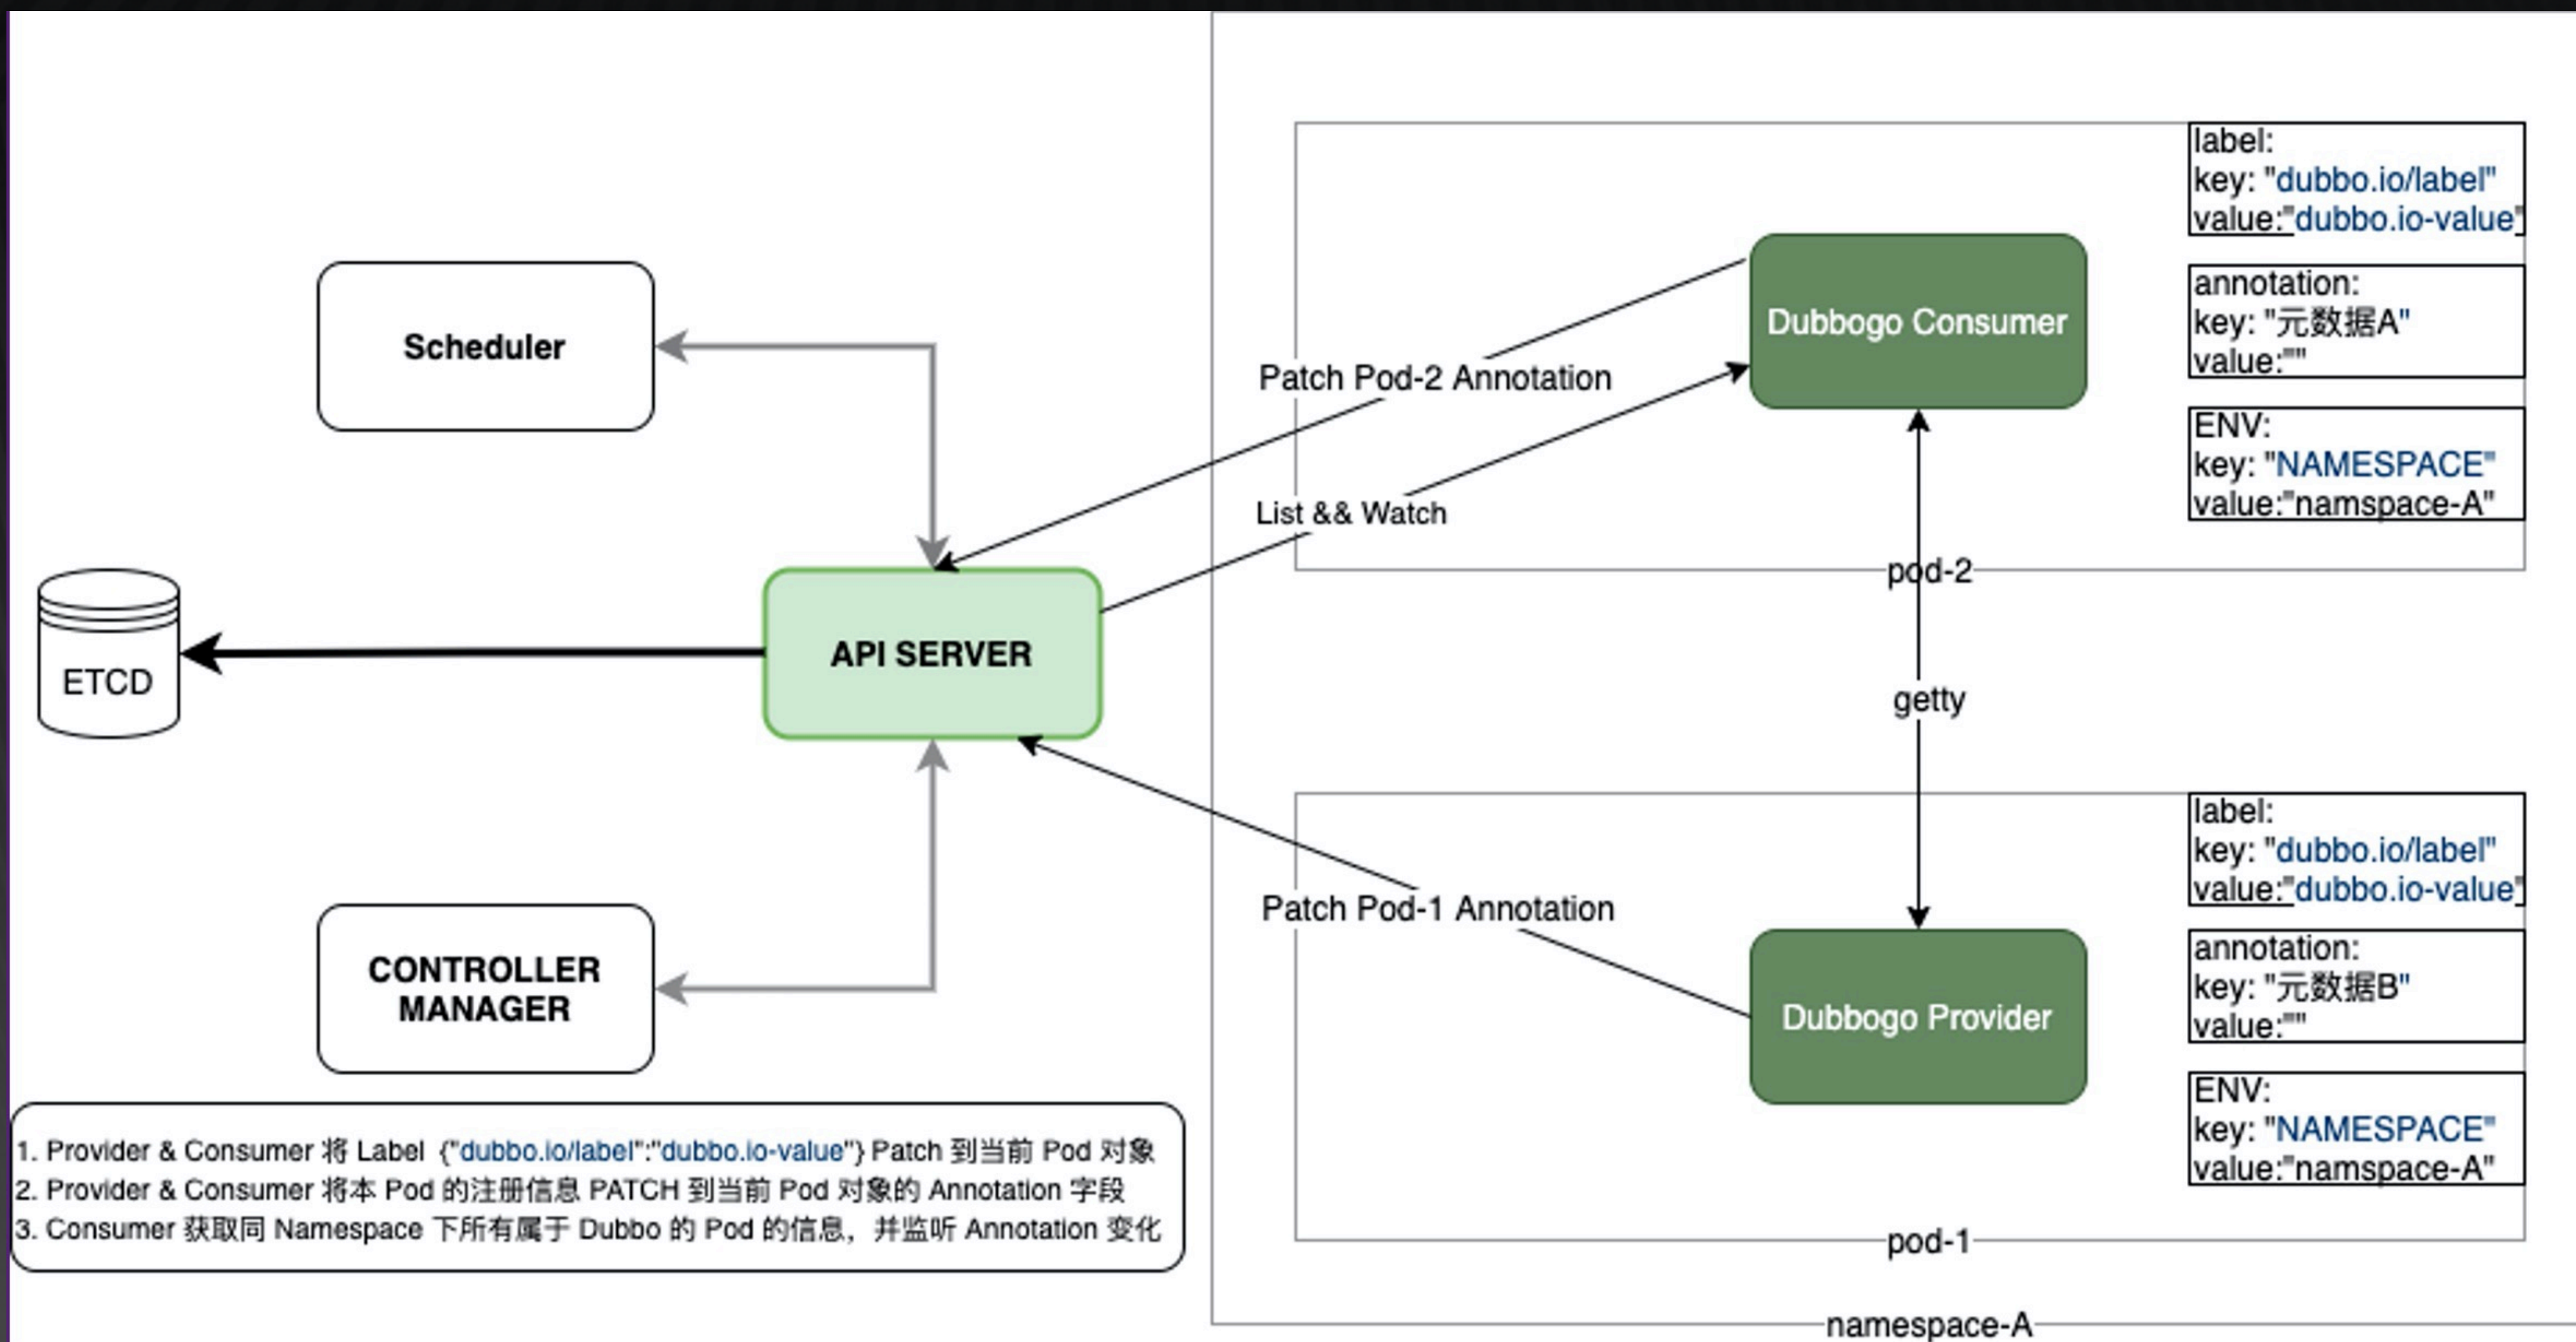 label:
key: "dubbo.io/label"
value:"dubbo.io-value"
annotation:
key: "元数据A"
value:""
ENV:
key: "NAMESPACE"
value:"namspace-A"
Dubbogo Consumer
Scheduler
Patch Pod-2 Annotation
List && Watch
pod-2
ETCD
API SERVER
getty
label:
key: "dubbo.io/label"
value:"dubbo.io-value"
annotation:
key: "元数据B"
value:""
ENV:
key: "NAMESPACE"
value:"namspace-A"
Patch Pod-1 Annotation
Dubbogo Provider
CONTROLLER
MANAGER
1. Provider & Consumer 将 Label {"dubbo.io/label":"dubbo.io-value"} Patch 到当前 Pod 对象
2. Provider & Consumer 将本 Pod 的注册信息 PATCH 到当前 Pod 对象的 Annotation 字段
3. Consumer 获取同 Namespace 下所有属于 Dubbo 的 Pod 的信息，并监听 Annotation 变化
pod-1
namespace-A